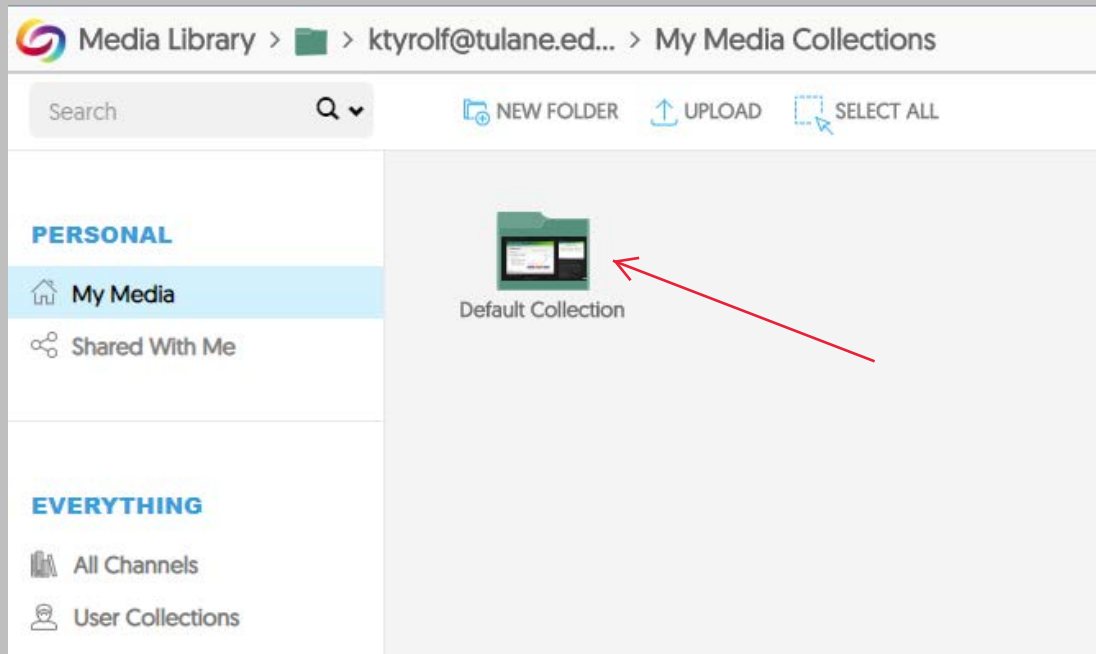 Media Library > > ktyrolf@tulane.ed... > My Media Collections
Search
NEW FOLDER UPLOAD SELECT ALL
PERSONAL
My Media
Shared With Me
Default Collection
EVERYTHING
All Channels
User Collections